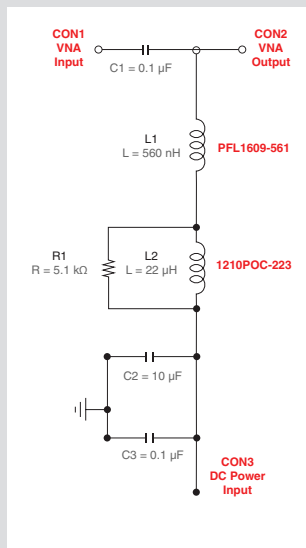 CON1
VNA
Input
CON2
VNA
Output
C1 = 0.1 µF
L1
L = 560 nH
PFL1609-561
R1
R = 5.1 kΩ
L2
L = 22 µH
1210POC-223
C2 = 10 µF
C3 = 0.1 µF
CON3
DC Power
Input